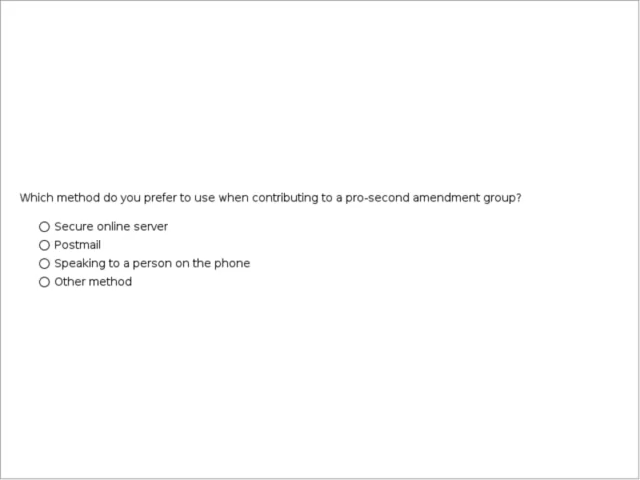 Which method do you prefer to use when contributing to a pro-second amendment group?
Secure online server
Postmail
Speaking to a person on the phone
Other method